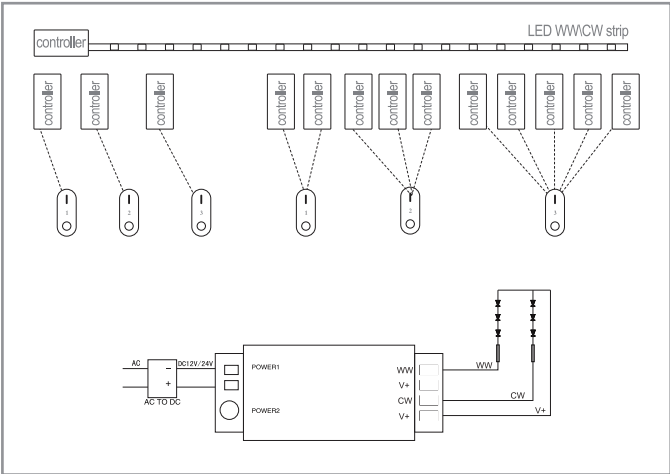 LED WW\CW strip
controller
controller
controller
controller
controller
controller
controller
controller
controller
controller
controller
controller
controller
controller
1
2
3
1
2
3
AC
DC12V/24V
−
+
AC TO DC
POWER1
POWER2
WW
V+
CW
V+
WW
CW
V+